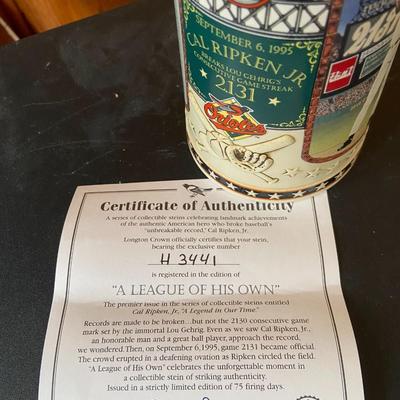 SEPTEMBER 6, 1995
CAL RIPKEN, JR.
BREAKS LOU GEHRIG'S
CONSECUTIVE GAME STREAK
2,131
Orioles
Certificate of Authenticity
A series of collectible steins celebrating landmark achievements
of the authentic American hero who broke baseball's
"unbreakable record," Cal Ripken, Jr.
Longton Crown officially certifies that your stein,
bearing the exclusive number
H 3441
is registered in the edition of
"A LEAGUE OF HIS OWN"
The premier issue in the series of collectible steins entitled
Cal Ripken, Jr., "A Legend in Our Time."
Records are made to be broken...but not the 2130 consecutive game
mark set by the immortal Lou Gehrig. Even as we saw Cal Ripken, Jr.,
an honorable man and a great ball player, approach the record,
we wondered. Then, on September 6, 1995, game 2131 became official.
The crowd erupted in a deafening ovation as Ripken circled the field.
"A League of His Own" celebrates the unforgettable moment in
a collectible stein of striking authenticity.
Issued in a strictly limited edition of 75 firing days.